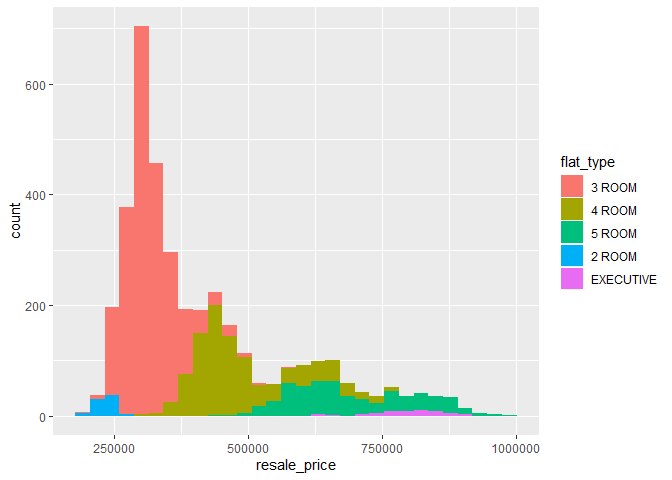 600
400
200
0
count
250000
500000
750000
1000000
resale_price
flat_type
3 ROOM
4 ROOM
5 ROOM
2 ROOM
EXECUTIVE